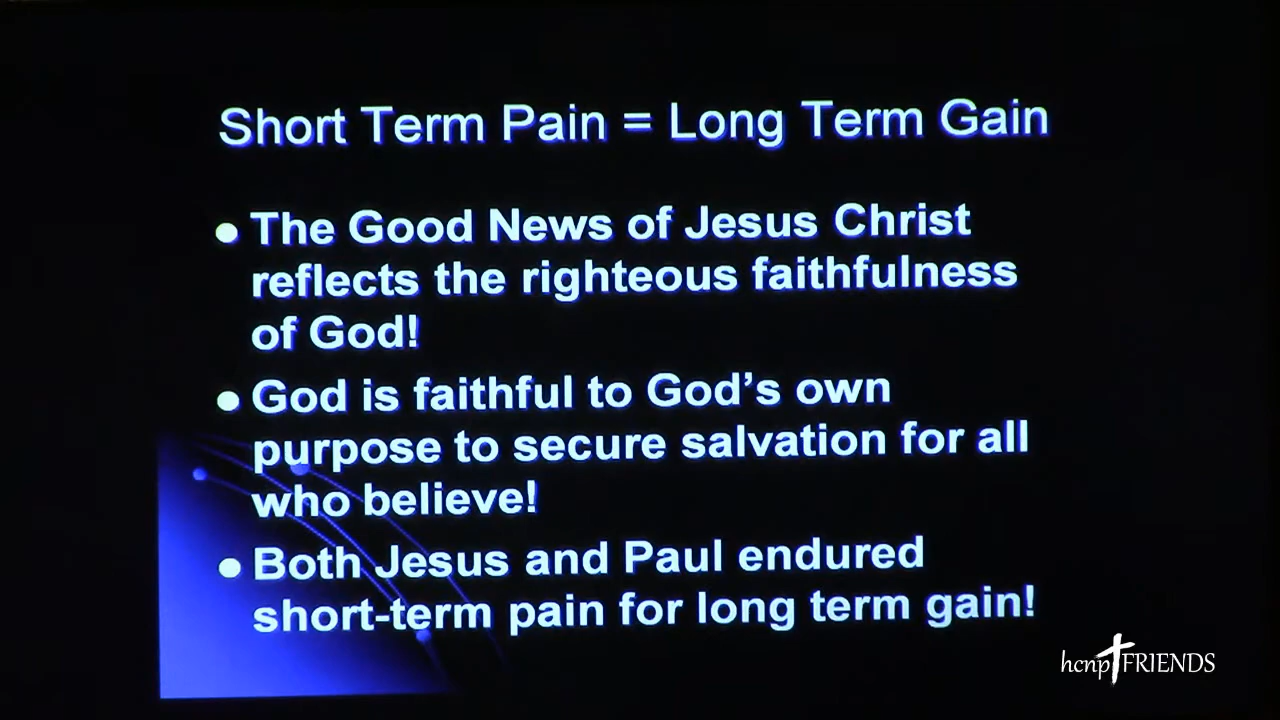 Short Term Pain = Long Term Gain
● The Good News of Jesus Christ
reflects the righteous faithfulness
of God!
● God is faithful to God's own
purpose to secure salvation for all
who believe!
● Both Jesus and Paul endured
short-term pain for long term gain!
hcnp FRIENDS